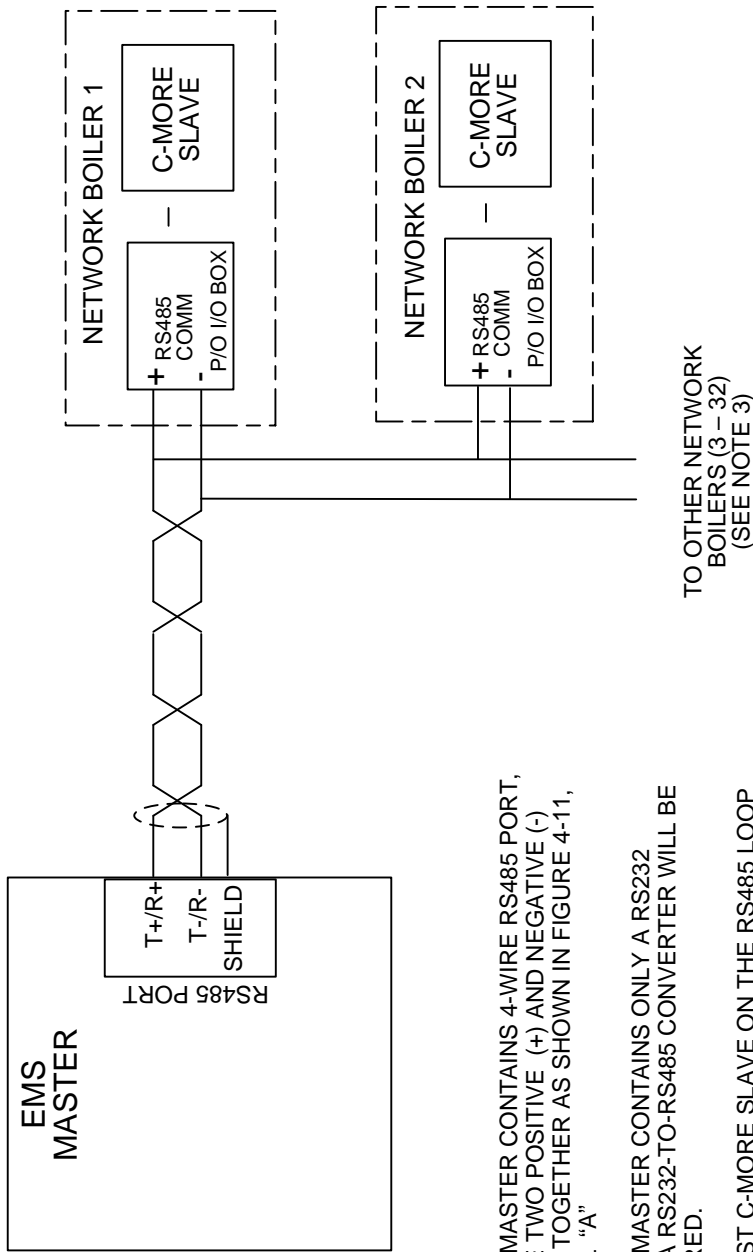 EMS
MASTER
RS485 PORT
T+/R+
T-/R-
SHIELD
NETWORK BOILER 1
+ RS485
COMM
-
P/O I/O BOX
C-MORE
SLAVE
NETWORK BOILER 2
+ RS485
COMM
-
P/O I/O BOX
C-MORE
SLAVE
TO OTHER NETWORK
BOILERS (3 – 32)
(SEE NOTE 3)
MASTER CONTAINS 4-WIRE RS485 PORT,
TWO POSITIVE (+) AND NEGATIVE (-)
TOGETHER AS SHOWN IN FIGURE 4-11,
"A"
MASTER CONTAINS ONLY A RS232
A RS232-TO-RS485 CONVERTER WILL BE
C-MORE SLAVE ON THE RS485 LOOP